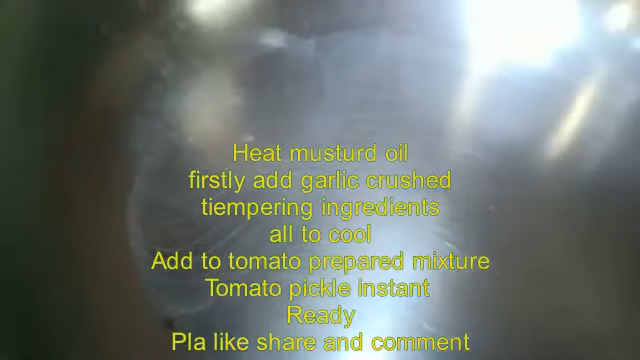 Heat musturd oil
firstly add garlic crushed
tiempering ingredients
all to cool
Add to tomato prepared mixture
Tomato pickle instant
Ready
Pla like share and comment